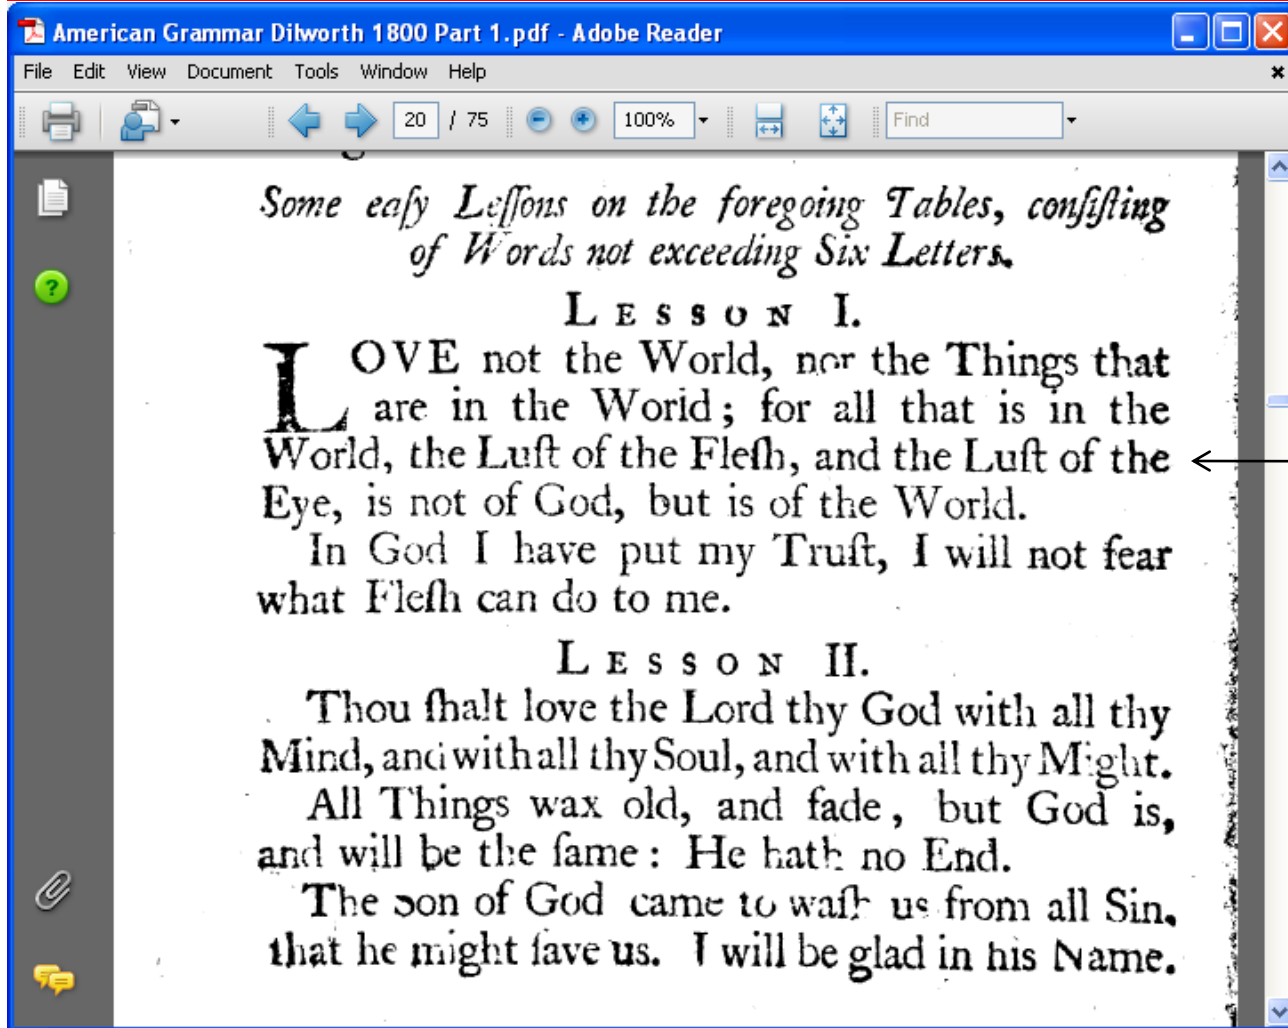 American Grammar Dilworth 1800 Part 1.pdf - Adobe Reader
File Edit View Document Tools Window Help
20 / 75 100% Find
Some eaſy Leſſons on the foregoing Tables, conſiſting
of Words not exceeding Six Letters.
LESSON I.
LOVE not the World, nor the Things that
are in the World; for all that is in the
World, the Luſt of the Fleſh, and the Luſt of the
Eye, is not of God, but is of the World.
In God I have put my Truſt, I will not fear
what Fleſh can do to me.
LESSON II.
Thou ſhalt love the Lord thy God with all thy
Mind, and with all thy Soul, and with all thy Might.
All Things wax old, and fade, but God is,
and will be the ſame: He hath no End.
The Son of God came to waſh us from all Sin,
that he might ſave us. I will be glad in his Name.